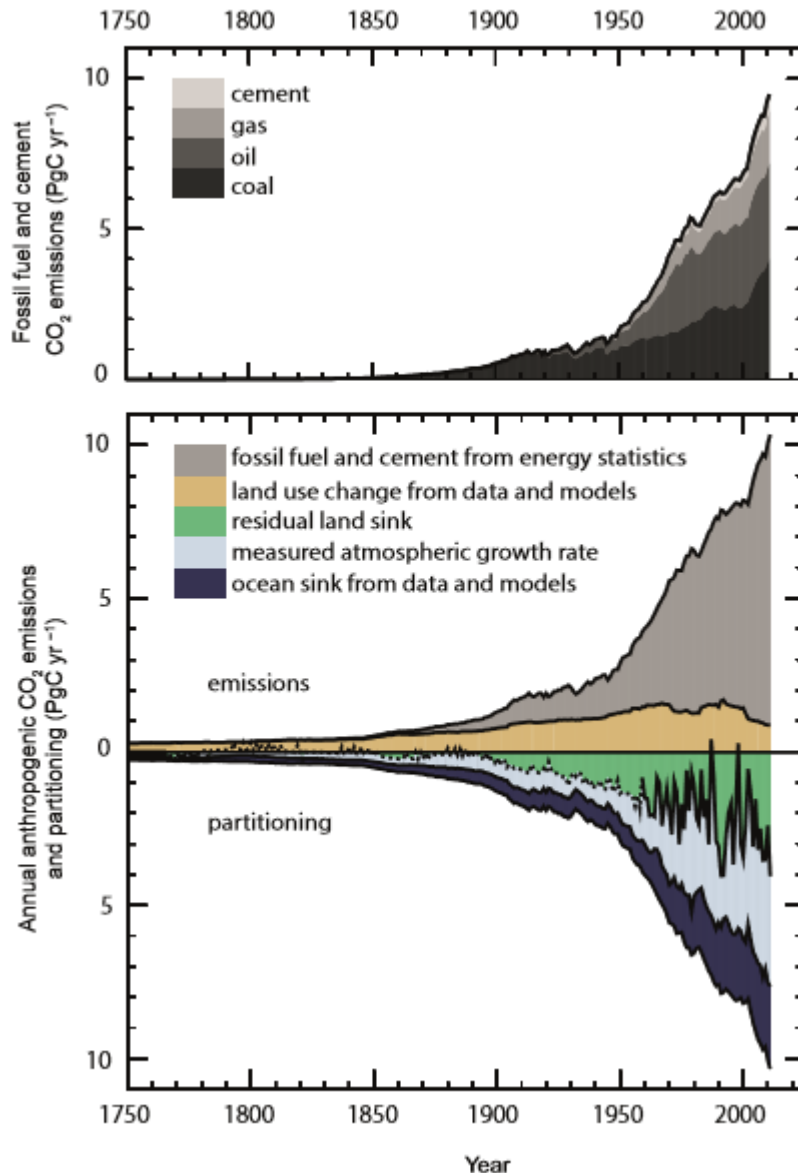 1750 1800 1850 1900 1950 2000
10
cement
gas
oil
coal
5
0
Fossil fuel and cement
CO₂ emissions (PgC yr⁻¹)
10
fossil fuel and cement from energy statistics
land use change from data and models
residual land sink
measured atmospheric growth rate
ocean sink from data and models
5
emissions
0
partitioning
5
10
Annual anthropogenic CO₂ emissions
and partitioning (PgC yr⁻¹)
1750 1800 1850 1900 1950 2000
Year